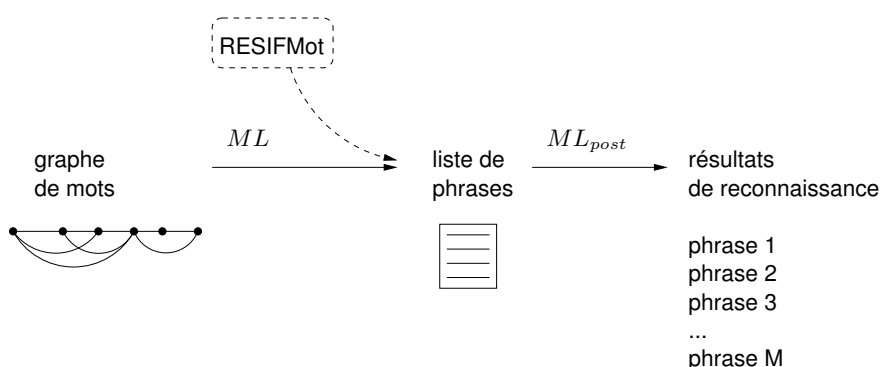 RESIFMot
ML
graphe
de mots
liste de
phrases
ML_post
résultats
de reconnaissance
phrase 1
phrase 2
phrase 3
...
phrase M